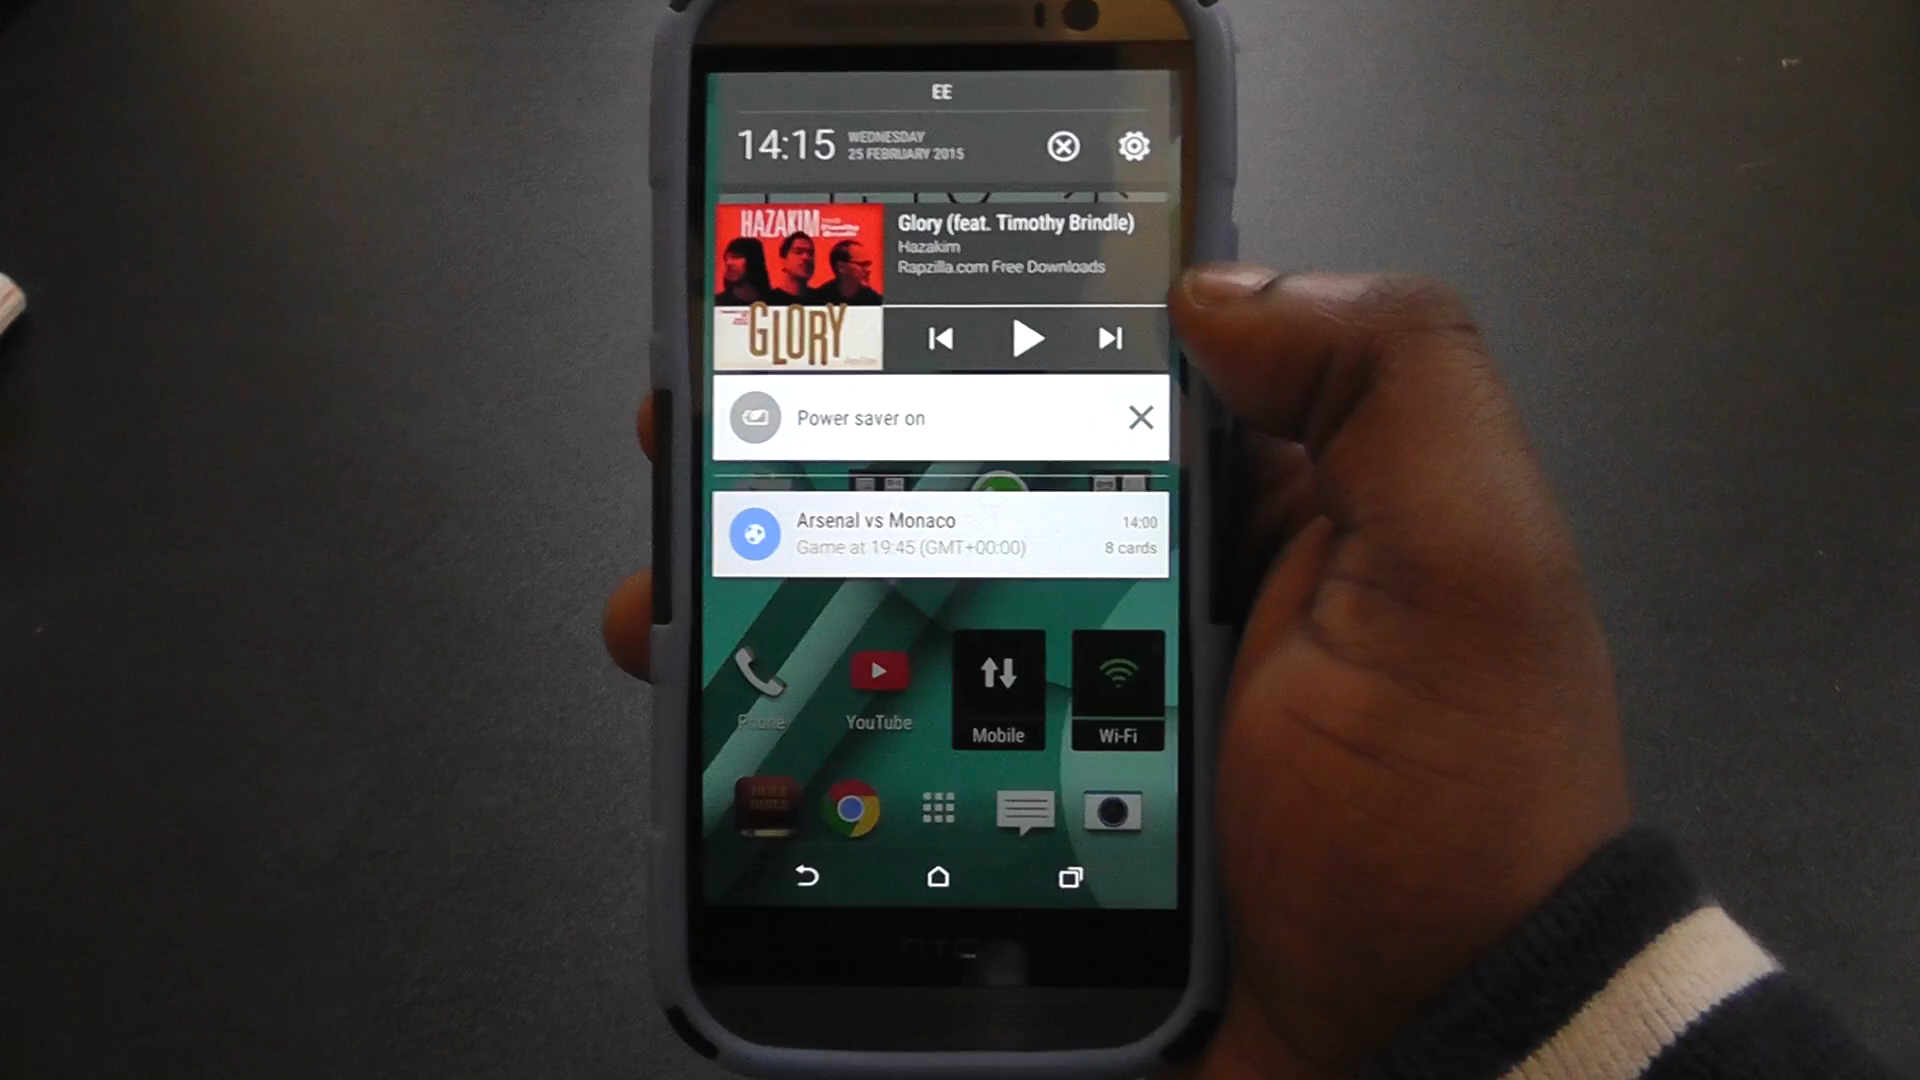 EE
14:15
WEDNESDAY
25 FEBRUARY 2015
HAZAKIM
GLORY
Glory (feat. Timothy Brindle)
Hazakim
Rapzilla.com Free Downloads
Power saver on
Arsenal vs Monaco
14:00
Game at 19:45 (GMT+00:00)
8 cards
Phone
YouTube
Mobile
Wi-Fi
HTC